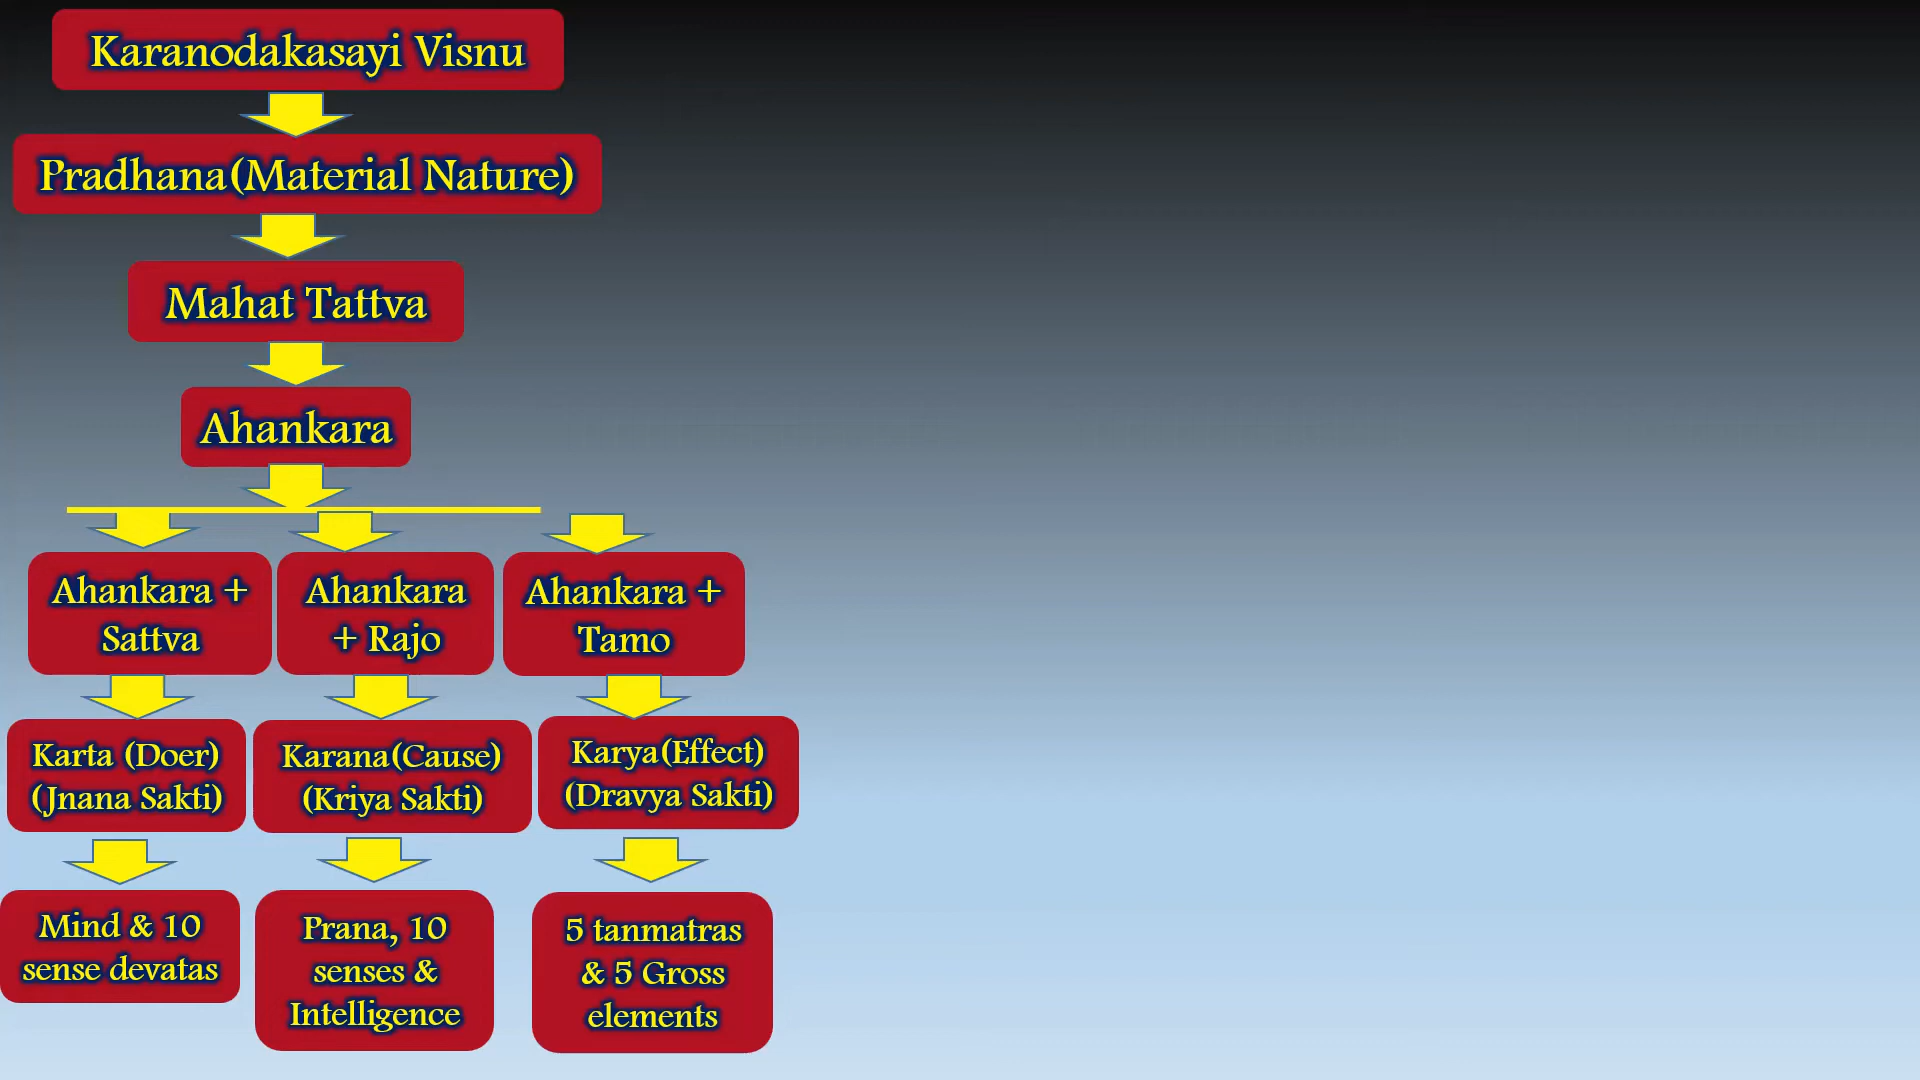 Karanodakasayi Visnu
Pradhana(Material Nature)
Mahat Tattva
Ahankara
Ahankara +
Sattva
Ahankara
+ Rajo
Ahankara +
Tamo
Karta (Doer)
(Jnana Sakti)
Karana(Cause)
(Kriya Sakti)
Karya(Effect)
(Dravya Sakti)
Mind & 10
sense devatas
Prana, 10
senses &
Intelligence
5 tanmatras
& 5 Gross
elements